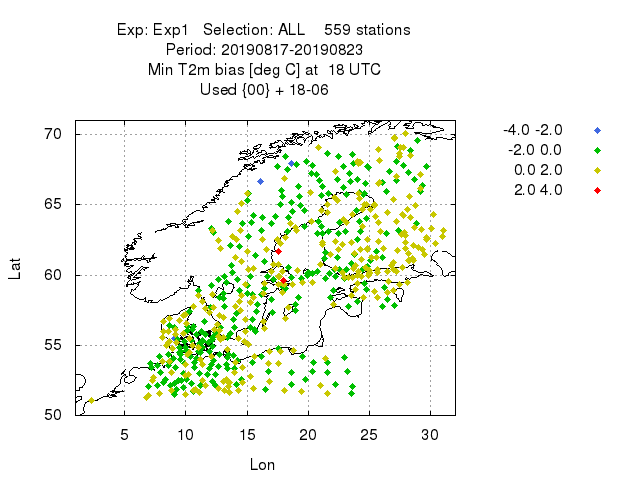 Exp: Exp1 Selection: ALL 559 stations
Period: 20190817-20190823
Min T2m bias [deg C] at 18 UTC
Used {00} + 18-06
-4.0 -2.0
-2.0 0.0
0.0 2.0
2.0 4.0
70
65
60
55
50
Lat
5 10 15 20 25 30
Lon